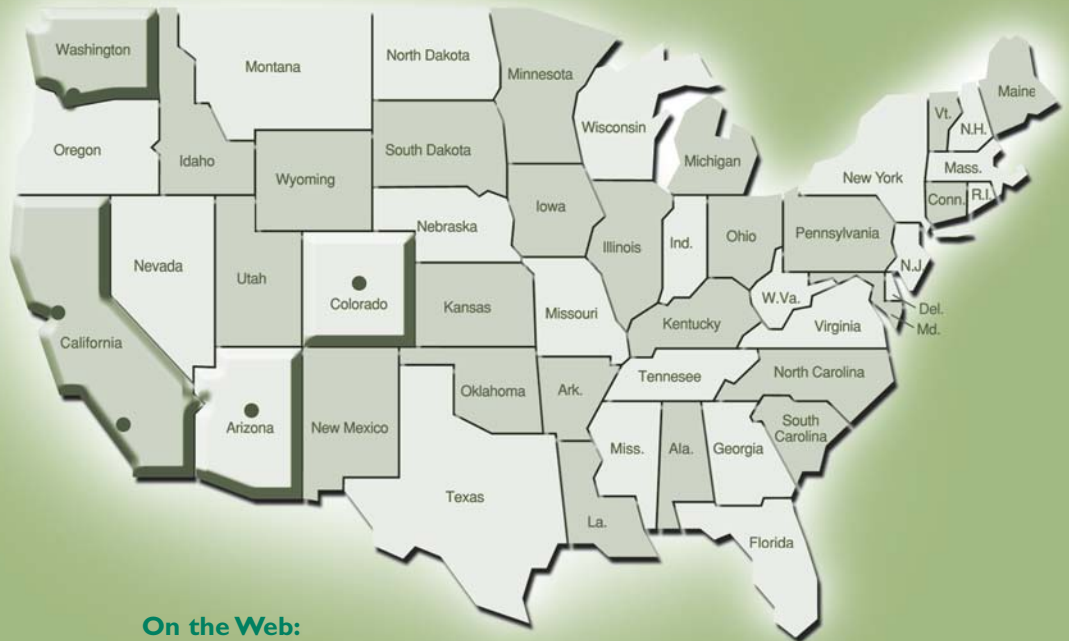 Washington
Montana
North Dakota
Minnesota
Maine
Vt.
N.H.
Oregon
Idaho
Wyoming
South Dakota
Wisconsin
Michigan
New York
Mass.
Conn.
R.I.
Nevada
Utah
Colorado
Nebraska
Iowa
Illinois
Ind.
Ohio
Pennsylvania
N.J.
California
Kansas
Missouri
Kentucky
W.Va.
Virginia
Del.
Md.
Arizona
New Mexico
Oklahoma
Ark.
Tennessee
North Carolina
South
Carolina
Texas
La.
Miss.
Ala.
Georgia
Florida
On the Web: